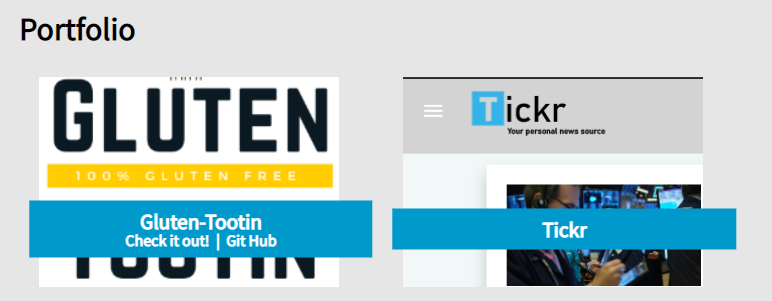 Portfolio
GLUTEN
100% GLUTEN FREE
Gluten-Tootin
Check it out! | Git Hub
TOOTIN
Tickr
Your personal news source
Tickr